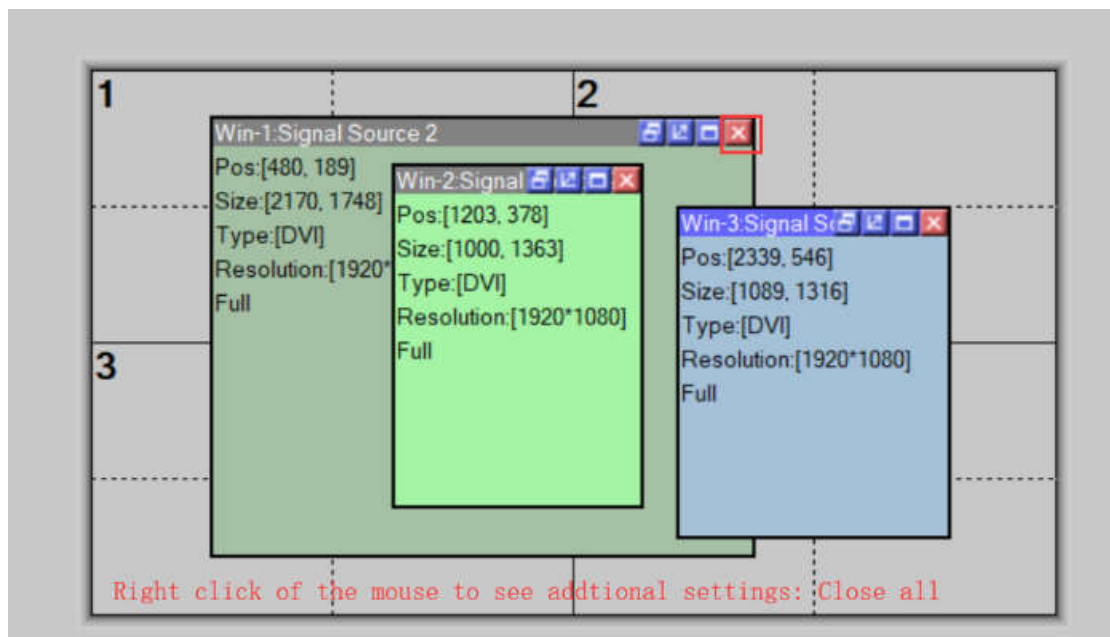 1
2
Win-1:Signal Source 2
Pos:[480, 189]
Size:[2170, 1748]
Type:[DVI]
Resolution:[1920*
Full
Win-2:Signal
Pos:[1203, 378]
Size:[1000, 1363]
Type:[DVI]
Resolution:[1920*1080]
Full
Win-3:Signal
Pos:[2339, 546]
Size:[1089, 1316]
Type:[DVI]
Resolution:[1920*1080]
Full
3
Right click of the mouse to see addtional settings: Close all